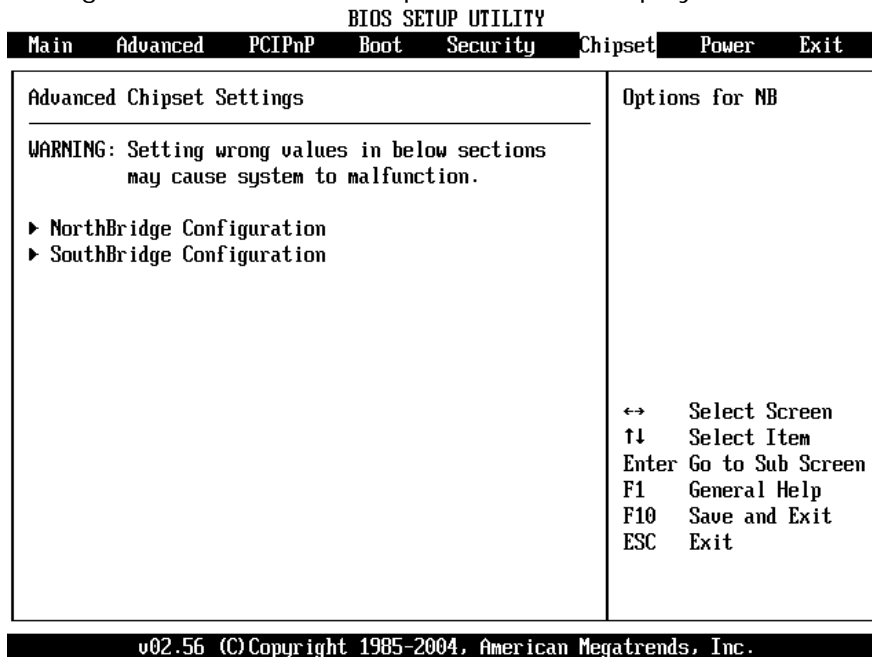 BIOS SETUP UTILITY
Main Advanced PCIPnP Boot Security Chipset Power Exit
Advanced Chipset Settings
WARNING: Setting wrong values in below sections
may cause system to malfunction.
▶ NorthBridge Configuration
▶ SouthBridge Configuration
Options for NB
↔ Select Screen
↑↓ Select Item
Enter Go to Sub Screen
F1 General Help
F10 Save and Exit
ESC Exit
v02.56 (C)Copyright 1985-2004, American Megatrends, Inc.